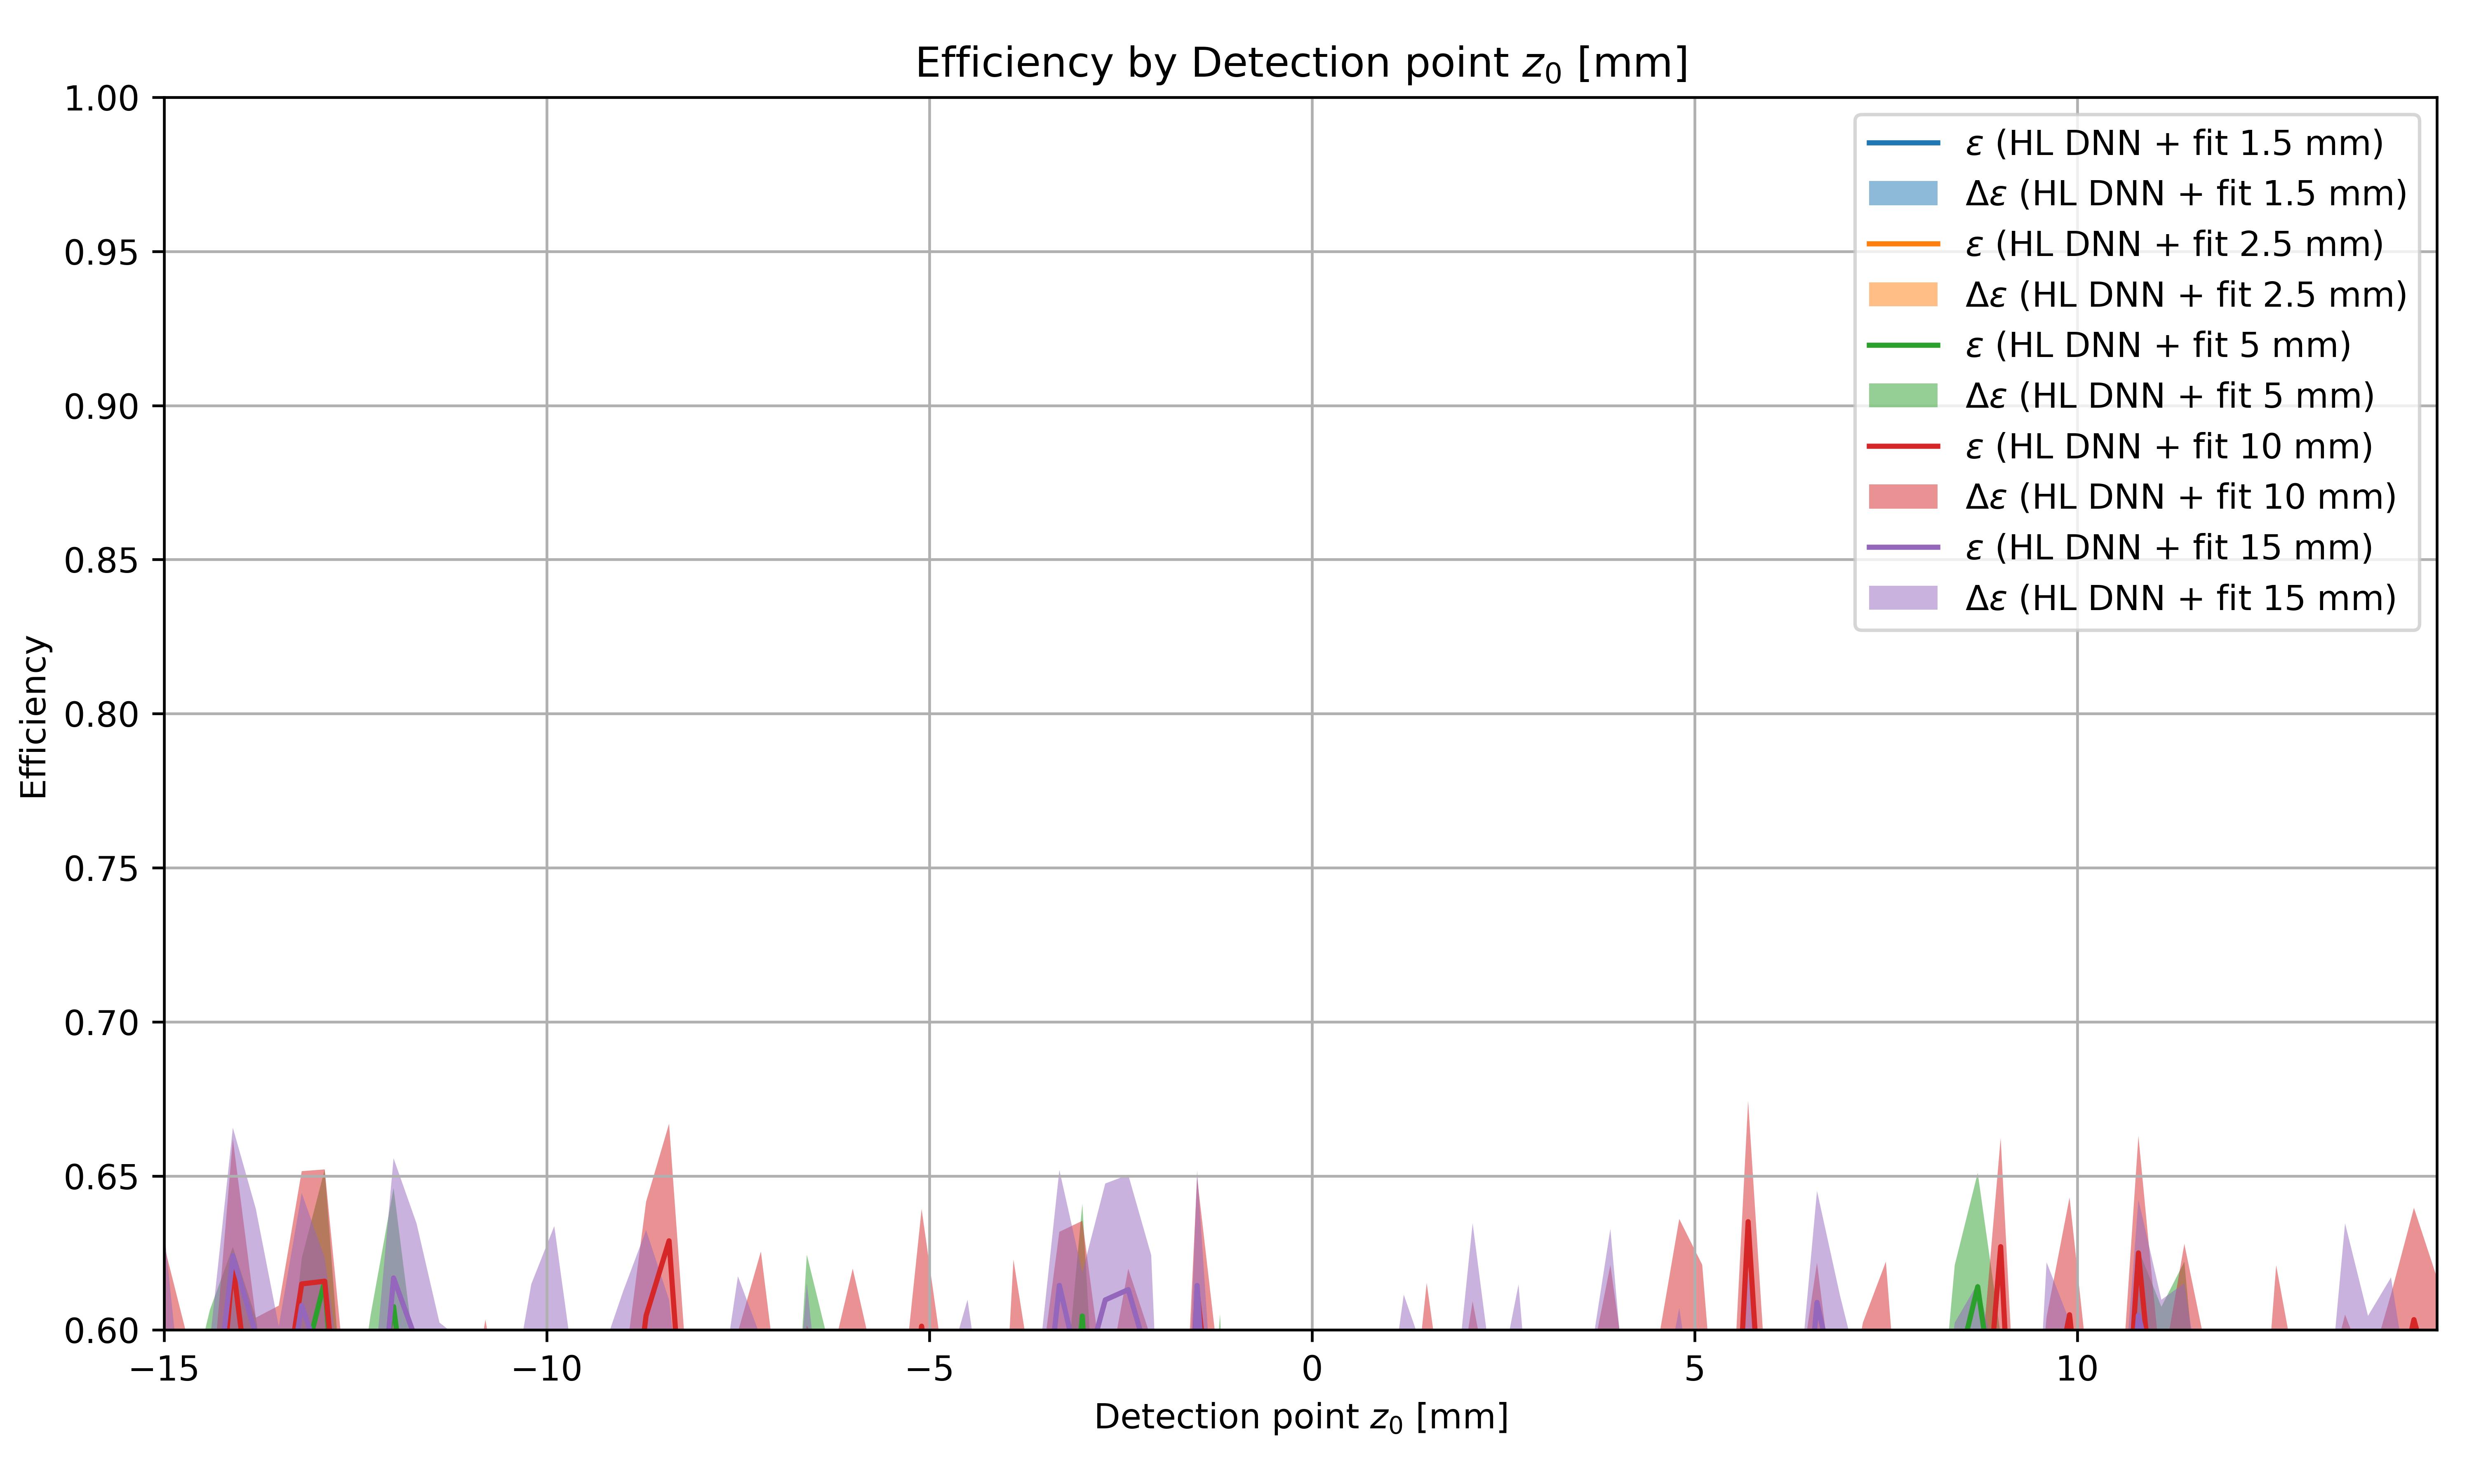 Efficiency by Detection point z₀ [mm]
1.00
0.95
0.90
0.85
0.80
0.75
0.70
0.65
0.60
Efficiency
ε (HL DNN + fit 1.5 mm)
Δε (HL DNN + fit 1.5 mm)
ε (HL DNN + fit 2.5 mm)
Δε (HL DNN + fit 2.5 mm)
ε (HL DNN + fit 5 mm)
Δε (HL DNN + fit 5 mm)
ε (HL DNN + fit 10 mm)
Δε (HL DNN + fit 10 mm)
ε (HL DNN + fit 15 mm)
Δε (HL DNN + fit 15 mm)
−15 −10 −5 0 5 10
Detection point z₀ [mm]